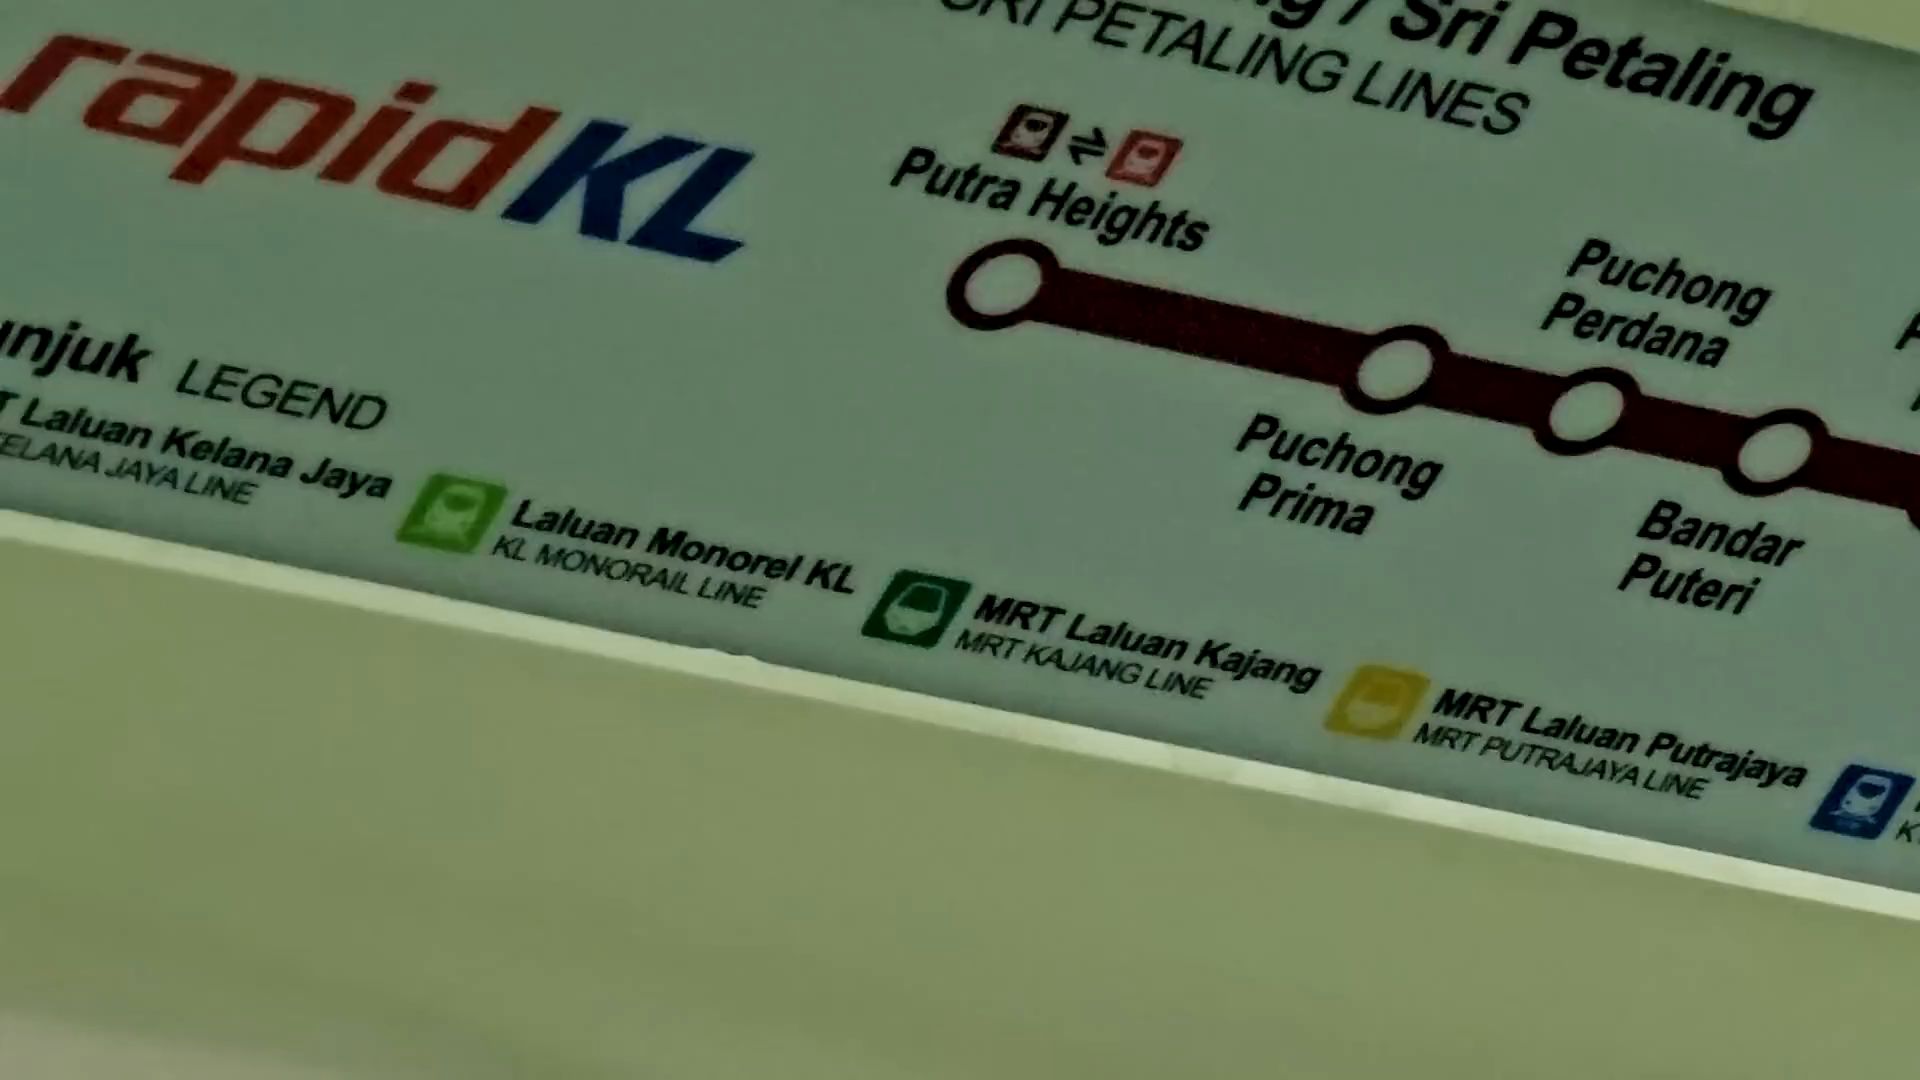 rapidKL
Sri Petaling
SRI PETALING LINES
Putra Heights
Puchong
Perdana
Puchong
Prima
Bandar
Puteri
LEGEND
Laluan Kelana Jaya
JAYA LINE
Laluan Monorel KL
KL MONORAIL LINE
MRT Laluan Kajang
MRT KAJANG LINE
MRT Laluan Putrajaya
MRT PUTRAJAYA LINE